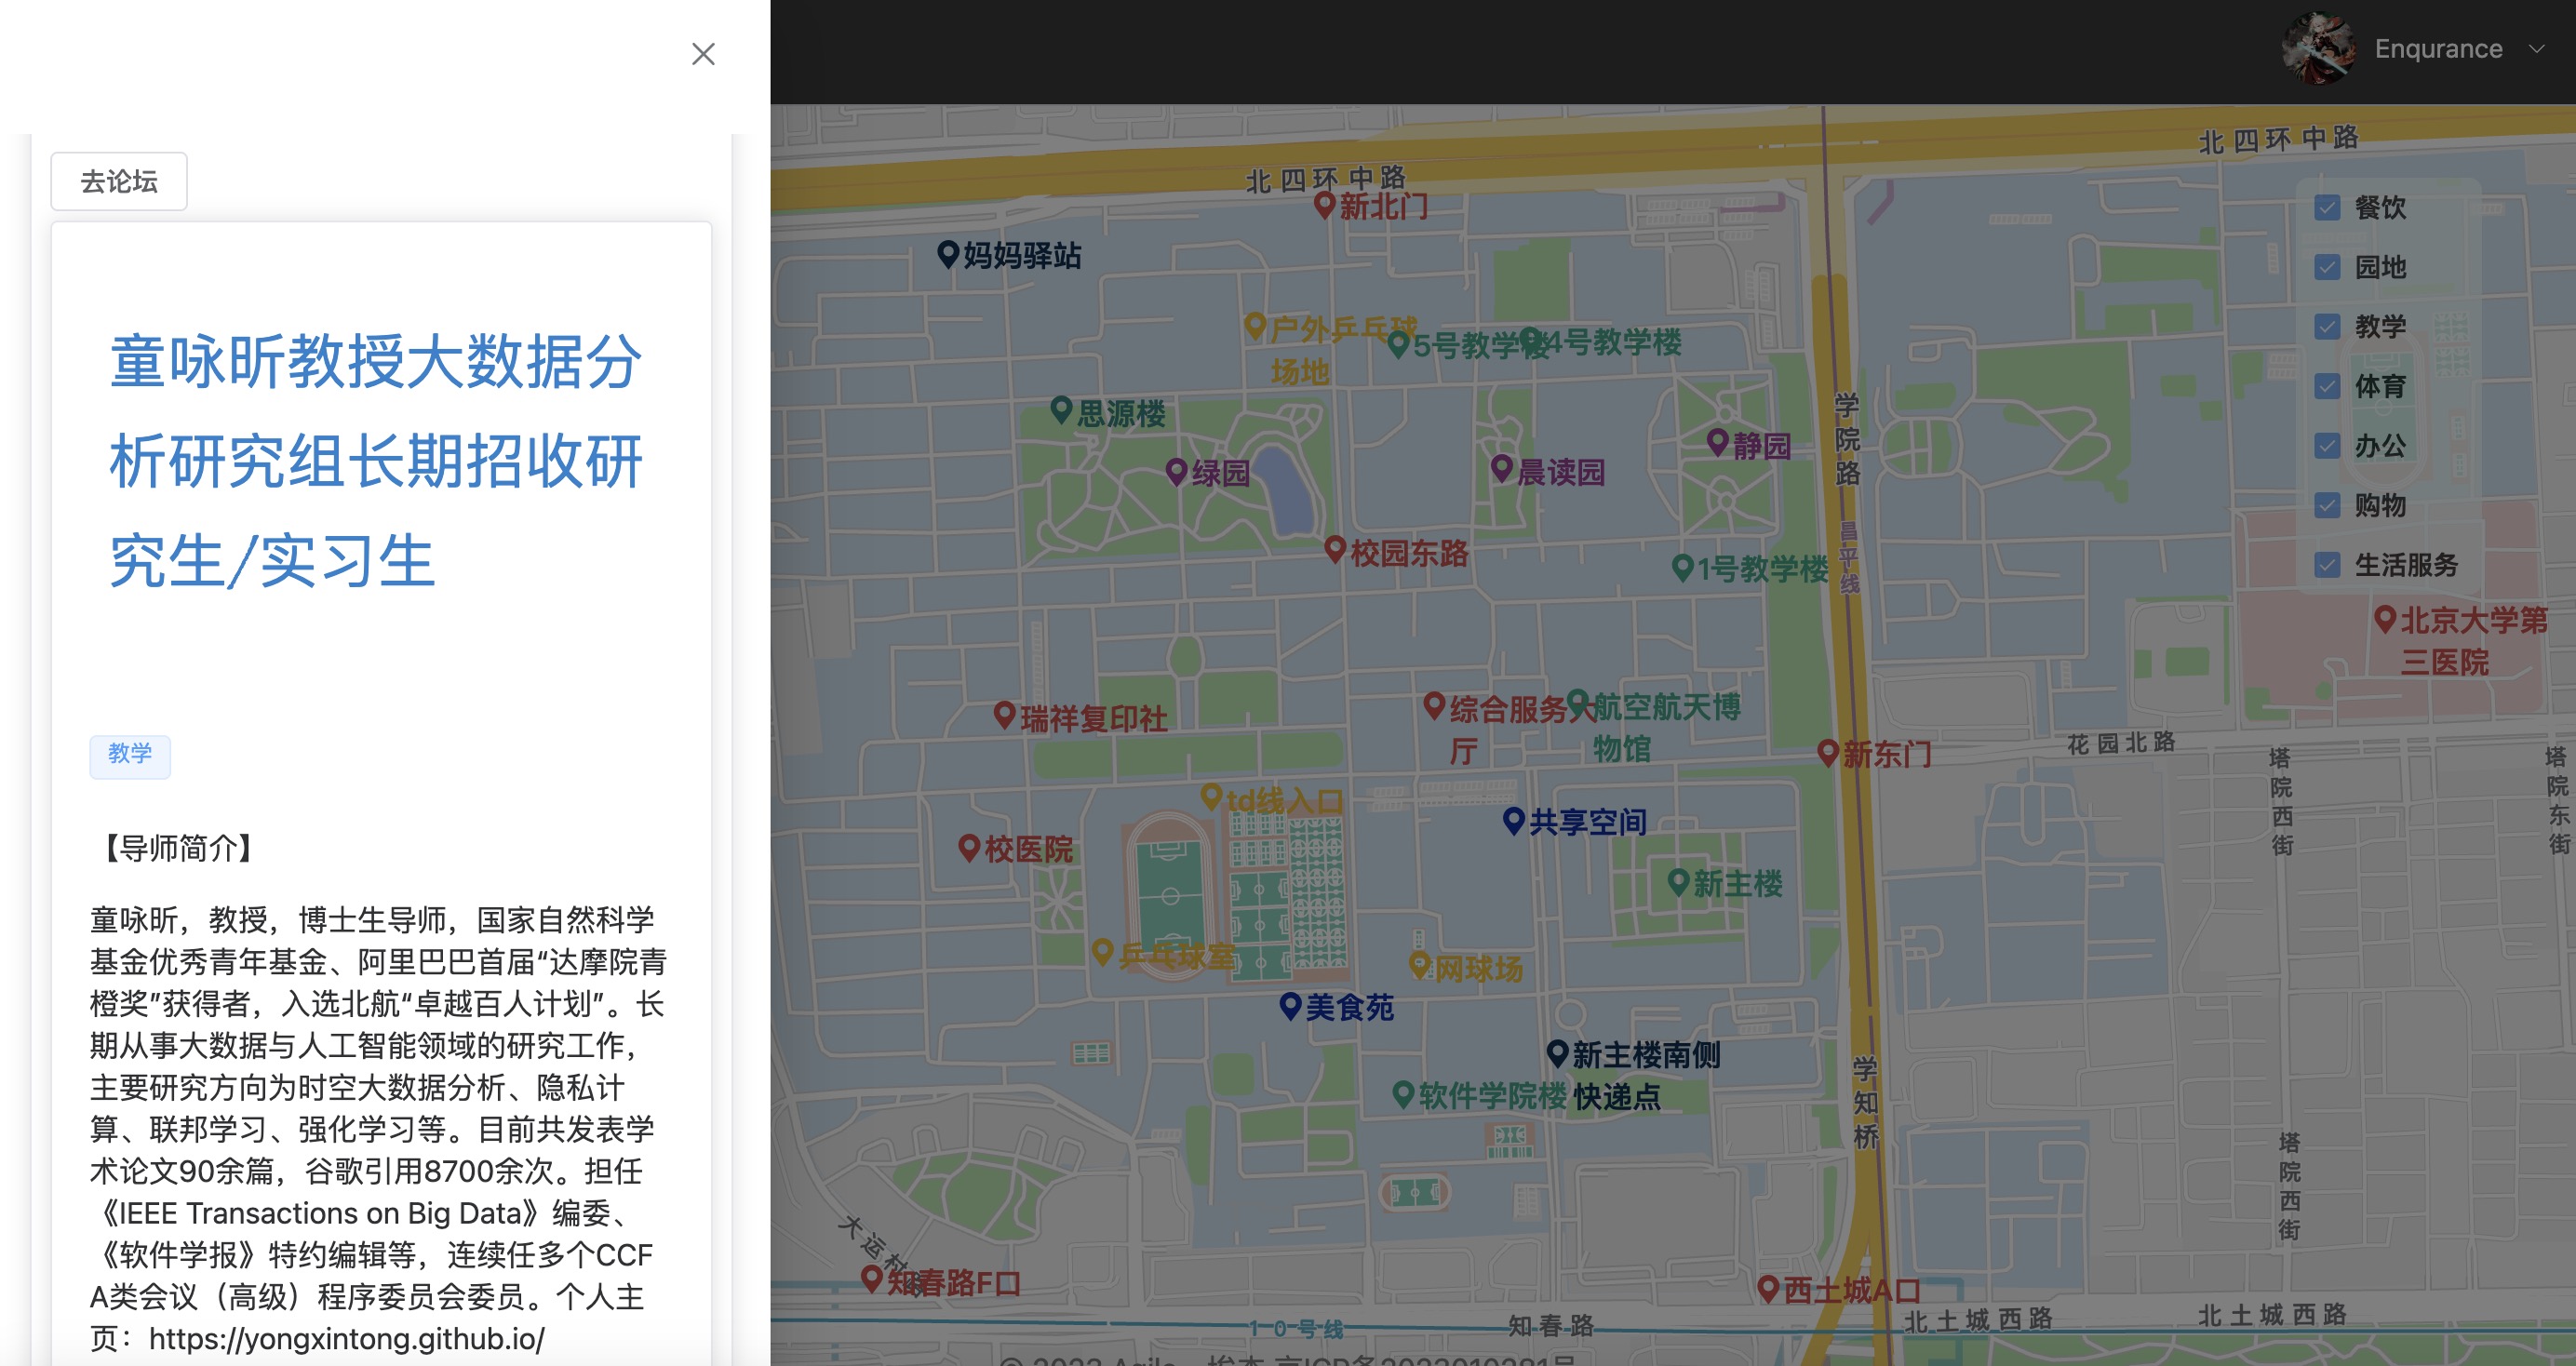 Enqurance
去论坛
童咏昕教授大数据分
析研究组长期招收研
究生/实习生
教学
【导师简介】
童咏昕，教授，博士生导师，国家自然科学
基金优秀青年基金、阿里巴巴首届“达摩院青
橙奖”获得者，入选北航“卓越百人计划”。长
期从事大数据与人工智能领域的研究工作，
主要研究方向为时空大数据分析、隐私计
算、联邦学习、强化学习等。目前共发表学
术论文90余篇，谷歌引用8700余次。担任
《IEEE Transactions on Big Data》编委、
《软件学报》特约编辑等，连续任多个CCF
A类会议（高级）程序委员会委员。个人主
页：https://yongxintong.github.io/
北四环中路
北四环中路
新北门
妈妈驿站
户外乒乓球
场地
5号教学楼
4号教学楼
思源楼
绿园
晨读园
静园
学院路
昌平线
校园东路
1号教学楼
瑞祥复印社
综合服务大
厅
航空航天博
物馆
新东门
花园北路
塔院西街
塔院东街
td线入口
共享空间
校医院
新主楼
乒乓球室
网球场
美食苑
新主楼南侧
快递点
软件学院楼
学知桥
塔院西街
知春路F口
西土城A口
10号线
知春路
北土城西路
北土城西路
餐饮
园地
教学
体育
办公
购物
生活服务
北京大学第
三医院